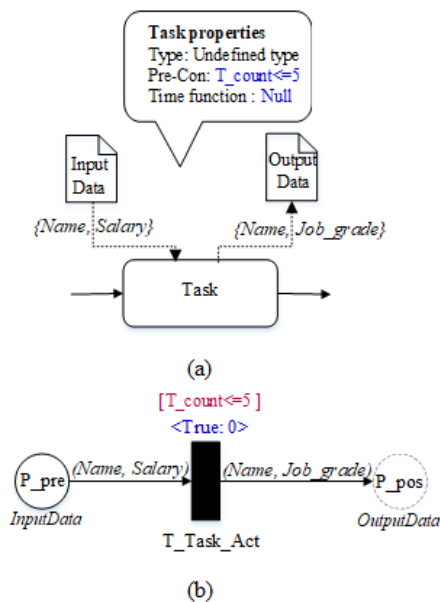 Task properties
Type: Undefined type
Pre-Con: T_count<=5
Time function : Null
Input
Data
Output
Data
{Name, Salary}
{Name, Job_grade}
Task
(a)
[T_count<=5 ]
<True: 0>
(Name, Salary)
(Name, Job_grade)
P_pre
P_pos
InputData
OutputData
T_Task_Act
(b)